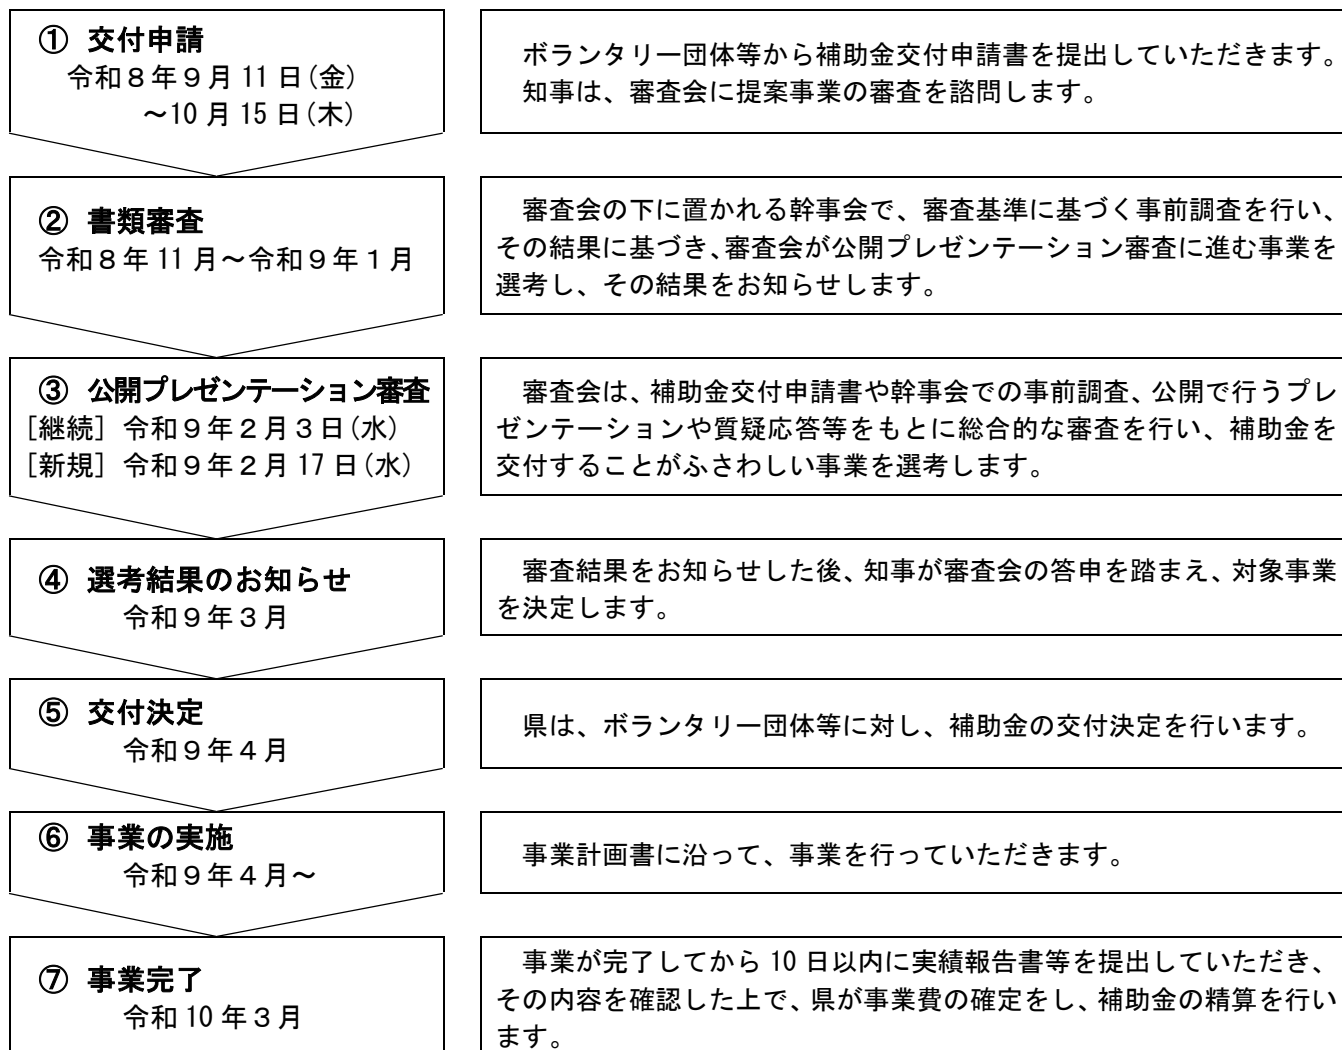 ① 交付申請
令和８年９月 11 日(金)
～10 月 15 日(木)
ボランタリー団体等から補助金交付申請書を提出していただきます。
知事は、審査会に提案事業の審査を諮問します。
② 書類審査
令和８年 11 月～令和９年１月
審査会の下に置かれる幹事会で、審査基準に基づく事前調査を行い、
その結果に基づき、審査会が公開プレゼンテーション審査に進む事業を
選考し、その結果をお知らせします。
③ 公開プレゼンテーション審査
[継続] 令和９年２月３日(水)
[新規] 令和９年２月 17 日(水)
審査会は、補助金交付申請書や幹事会での事前調査、公開で行うプレ
ゼンテーションや質疑応答等をもとに総合的な審査を行い、補助金を
交付することがふさわしい事業を選考します。
④ 選考結果のお知らせ
令和９年３月
審査結果をお知らせした後、知事が審査会の答申を踏まえ、対象事業
を決定します。
⑤ 交付決定
令和９年４月
県は、ボランタリー団体等に対し、補助金の交付決定を行います。
⑥ 事業の実施
令和９年４月～
事業計画書に沿って、事業を行っていただきます。
⑦ 事業完了
令和 10 年３月
事業が完了してから 10 日以内に実績報告書等を提出していただき、
その内容を確認した上で、県が事業費の確定をし、補助金の精算を行い
ます。